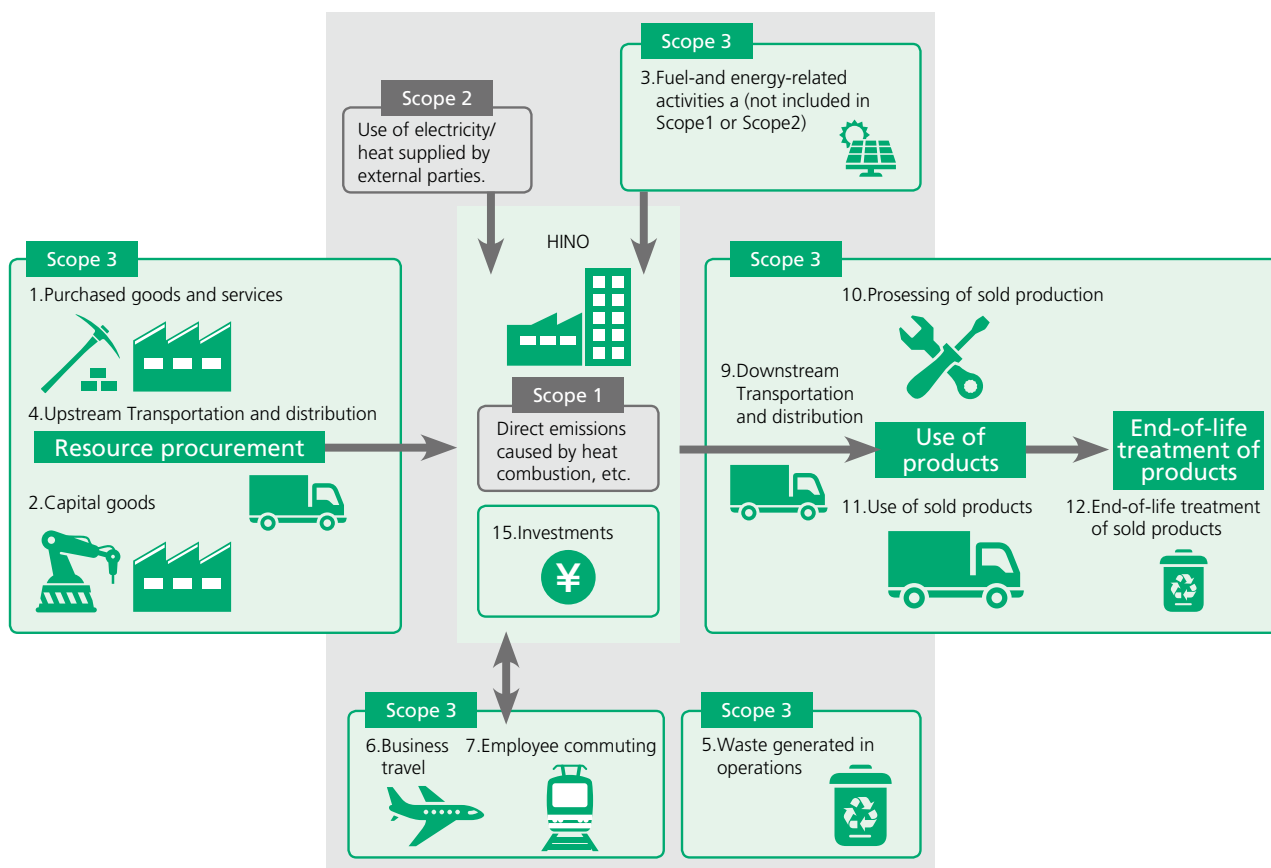 Scope 3
3.Fuel-and energy-related
activities a (not included in
Scope1 or Scope2)
Scope 2
Use of electricity/
heat supplied by
external parties.
HINO
Scope 3
1.Purchased goods and services
4.Upstream Transportation and distribution
Resource procurement
2.Capital goods
Scope 1
Direct emissions
caused by heat
combustion, etc.
15.Investments
¥
Scope 3
10.Prosessing of sold production
9.Downstream
Transportation
and distribution
Use of
products
End-of-life
treatment of
products
11.Use of sold products
12.End-of-life treatment
of sold products
Scope 3
6.Business
travel
7.Employee commuting
Scope 3
5.Waste generated in
operations